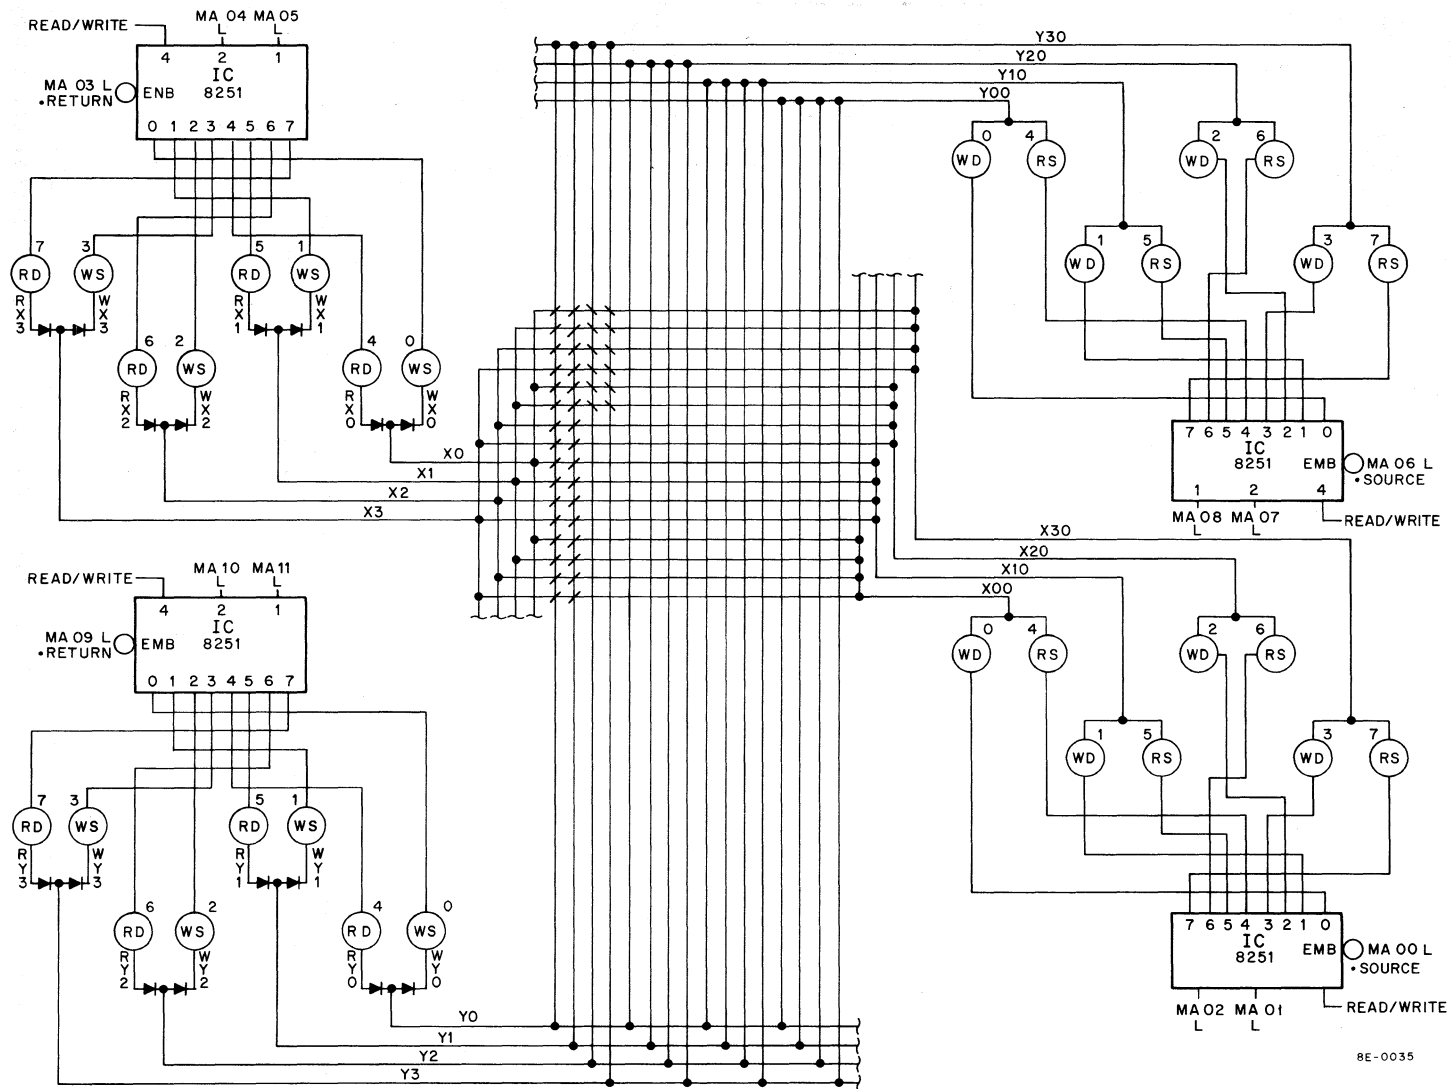 READ/WRITE
MA 04 MA 05
L L
4 2 1
IC
8251
MA 03 L
•RETURN
ENB
0 1 2 3 4 5 6 7
7 3 5 1
RD WS RD WS
RX3 WX3 RX1 WX1
6 2 4 0
RD WS RD WS
RX2 WX2 RX0 WX0
X0
X1
X2
X3
READ/WRITE
MA 10 MA 11
L L
4 2 1
IC
8251
MA 09 L
•RETURN
EMB
0 1 2 3 4 5 6 7
7 3 5 1
RD WS RD WS
RY3 WY3 RY1 WY1
6 2 4 0
RD WS RD WS
RY2 WY2 RY0 WY0
Y0
Y1
Y2
Y3
Y30
Y20
Y10
Y00
0 4 2 6
WD RS WD RS
1 5 3 7
WD RS WD RS
7 6 5 4 3 2 1 0
IC
8251
EMB
MA 06 L
•SOURCE
1 2 4
MA 08 MA 07
L L
READ/WRITE
X30
X20
X10
X00
0 4 2 6
WD RS WD RS
1 5 3 7
WD RS WD RS
7 6 5 4 3 2 1 0
IC
8251
EMB
MA 00 L
•SOURCE
MA 02 MA 01
L L
READ/WRITE
8E-0035